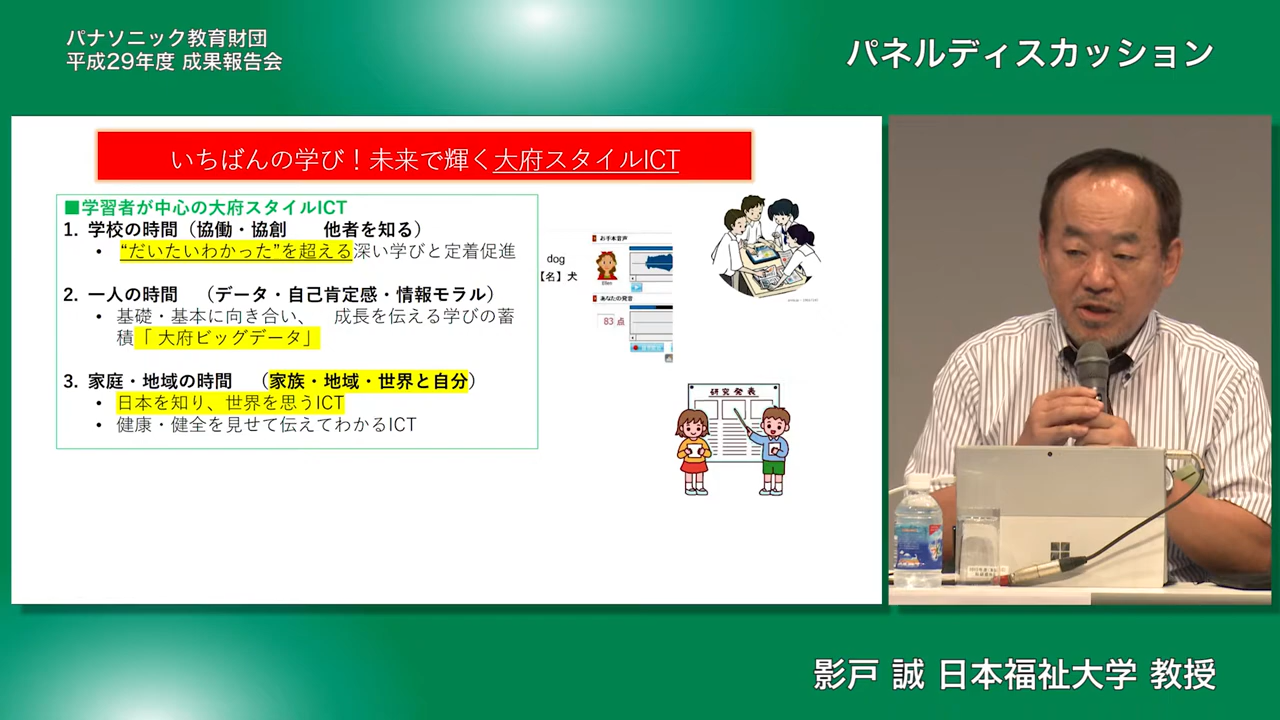 パナソニック教育財団
平成29年度 成果報告会
パネルディスカッション
いちばんの学び！未来で輝く大府スタイルICT
■学習者が中心の大府スタイルICT
1. 学校の時間（協働・協創　　他者を知る）
• “だいたいわかった”を超える深い学びと定着促進
2. 一人の時間　（データ・自己肯定感・情報モラル）
• 基礎・基本に向き合い、　成長を伝える学びの蓄
積「 大府ビッグデータ」
3. 家庭・地域の時間　（家族・地域・世界と自分）
• 日本を知り、世界を思うICT
• 健康・健全を見せて伝えてわかるICT
dog
【名】犬
お手本音声
Ellen
あなたの発音
83 点
研究発表
影戸 誠 日本福祉大学 教授